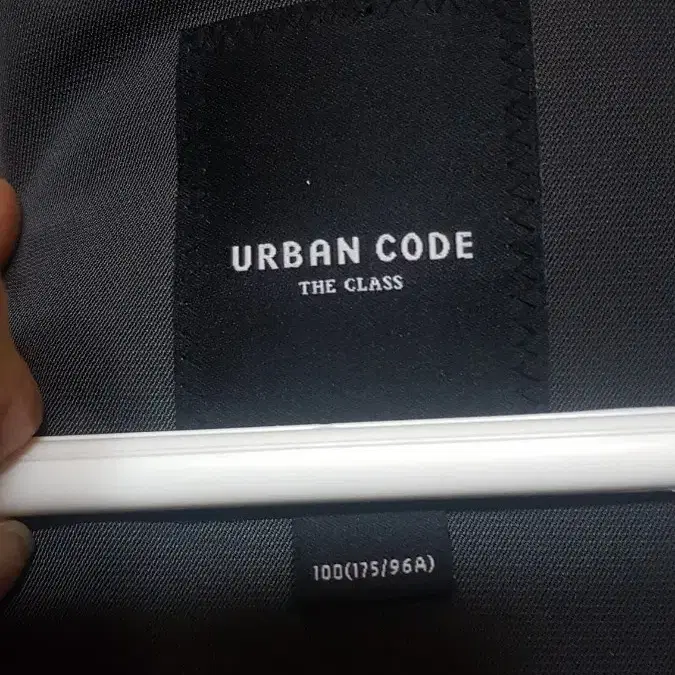 URBAN CODE
THE CLASS
100(175/96A)